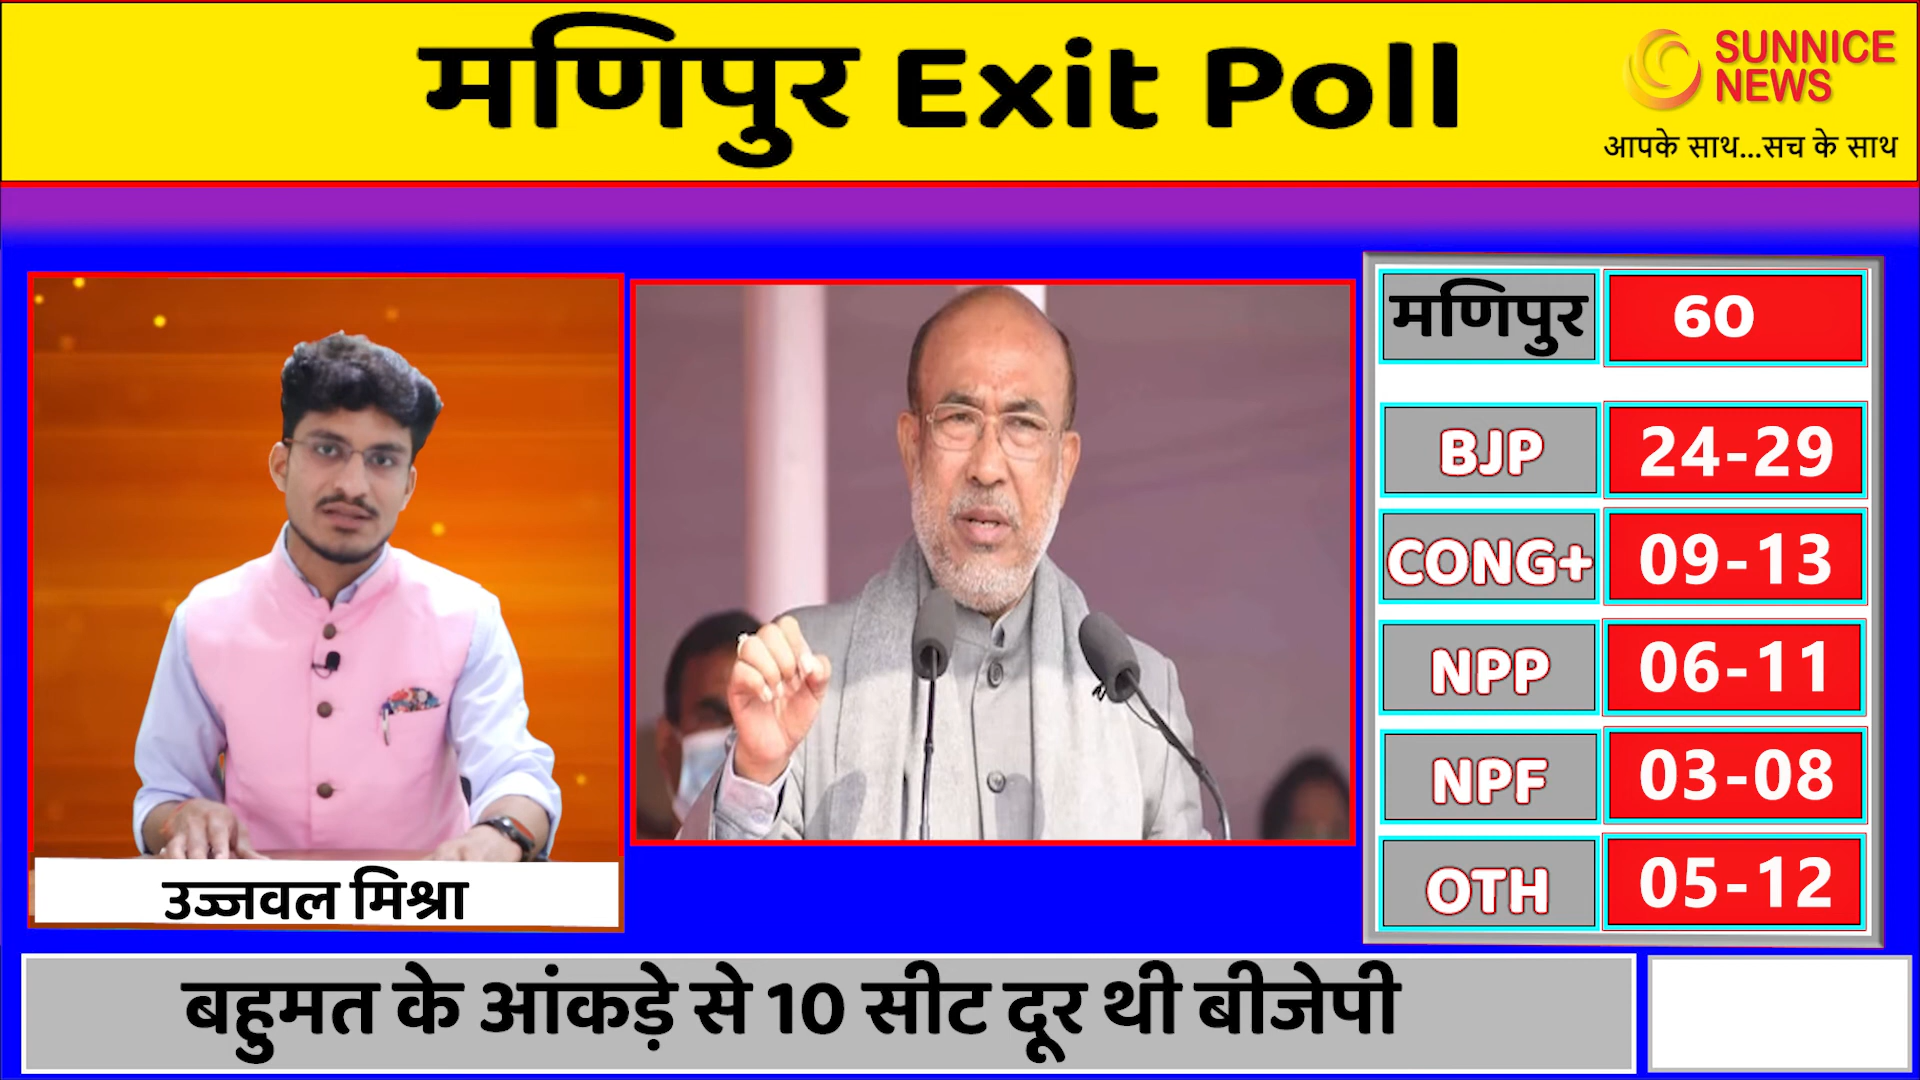 मणिपुर Exit Poll
SUNNICE
NEWS
आपके साथ...सच के साथ
मणिपुर 60
BJP 24-29
CONG+ 09-13
NPP 06-11
NPF 03-08
OTH 05-12
उज्जवल मिश्रा
बहुमत के आंकड़े से 10 सीट दूर थी बीजेपी